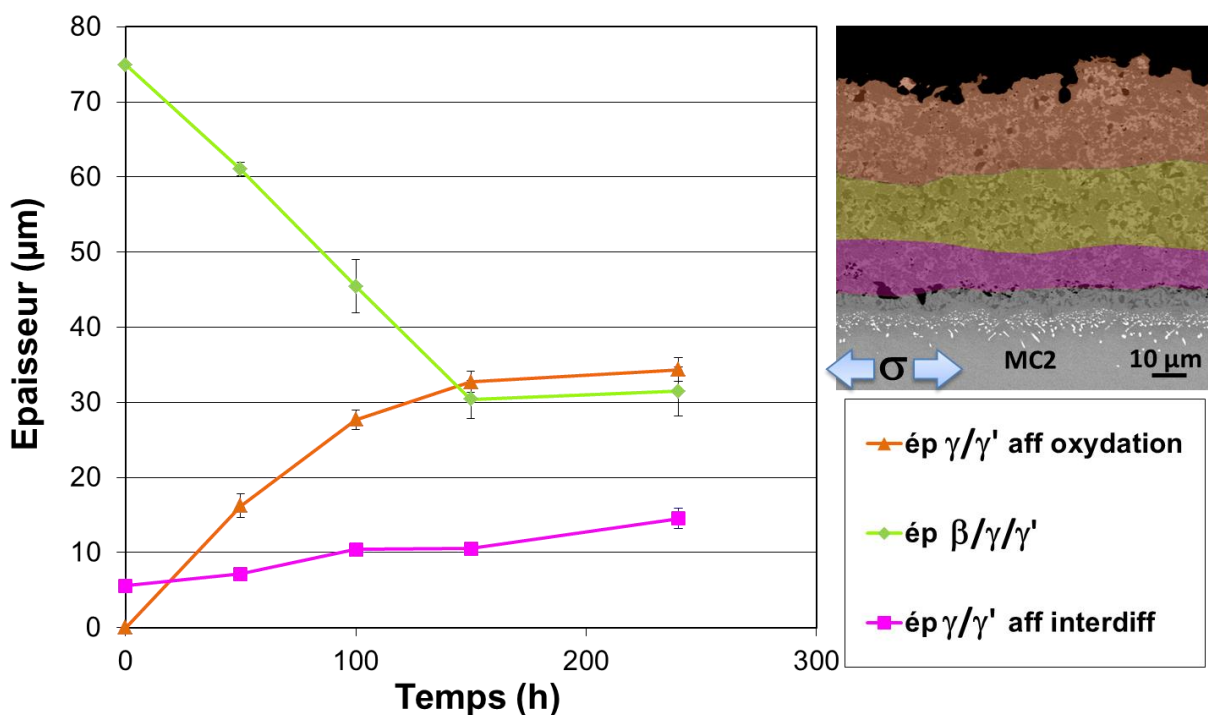 80
70
60
50
40
30
20
10
0
Epaisseur (µm)
0 100 200 300
Temps (h)
σ MC2 10 µm
ép γ/γ' aff oxydation
ép β/γ/γ'
ép γ/γ' aff interdiff